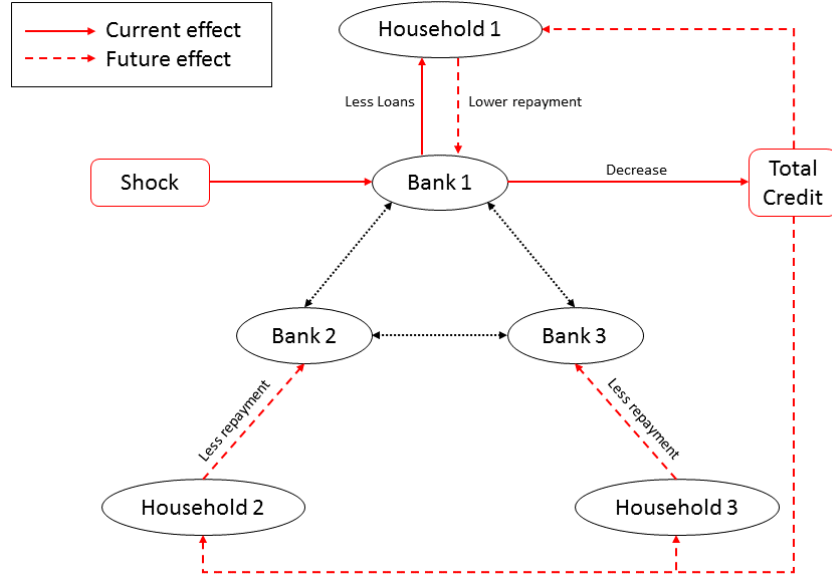 Current effect
Future effect
Household 1
Less Loans
Lower repayment
Shock
Bank 1
Decrease
Total
Credit
Bank 2
Bank 3
Less repayment
Less repayment
Household 2
Household 3